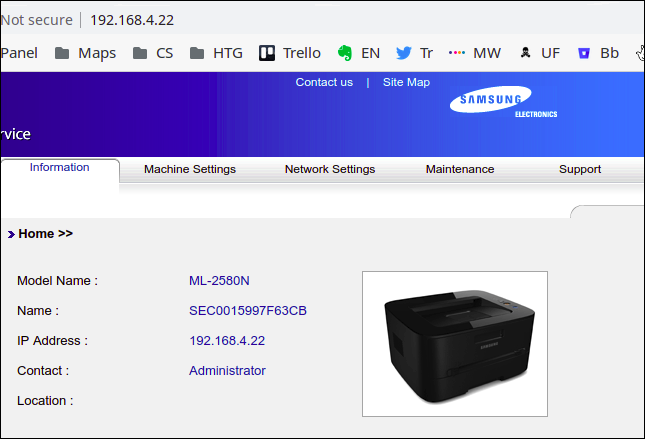 Not secure | 192.168.4.22
Panel Maps CS HTG Trello EN Tr MW UF Bb
Contact us | Site Map
SAMSUNG
ELECTRONICS
rvice
Information Machine Settings Network Settings Maintenance Support
Home >>
Model Name : ML-2580N
Name : SEC0015997F63CB
IP Address : 192.168.4.22
Contact : Administrator
Location :
SAMSUNG